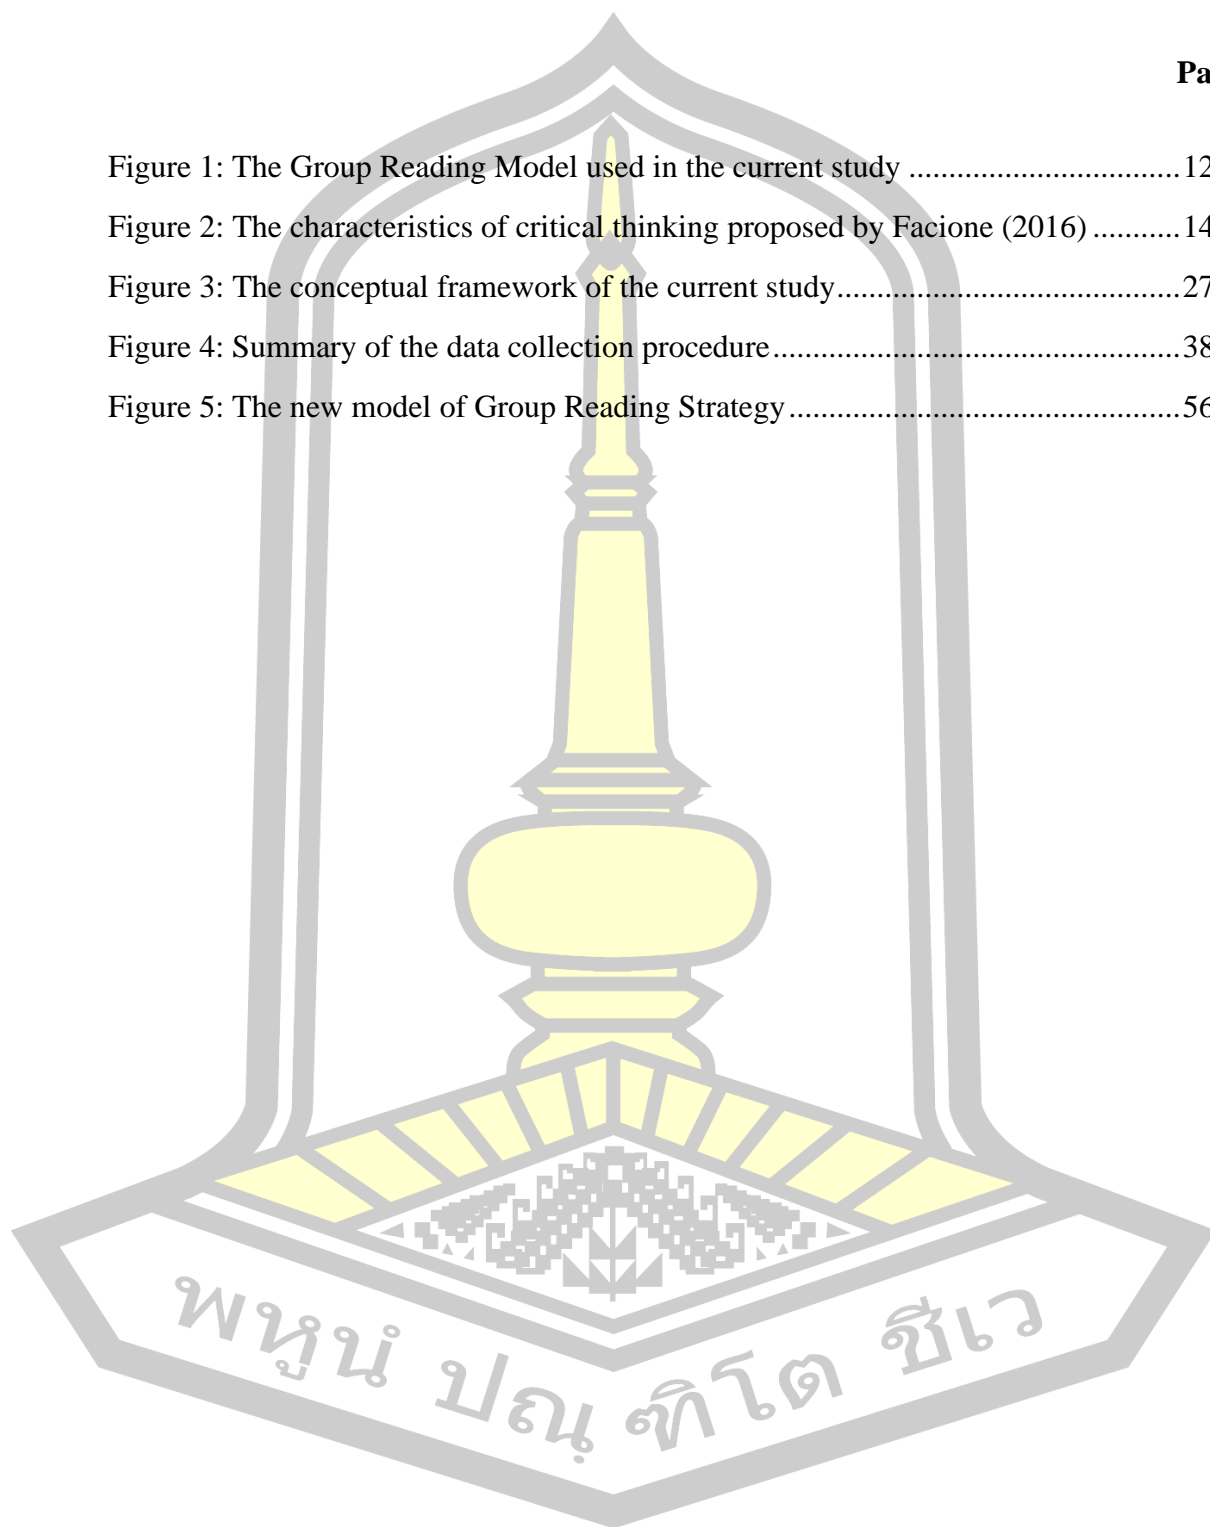 Pa
Figure 1: The Group Reading Model used in the current study ................................12
Figure 2: The characteristics of critical thinking proposed by Facione (2016) ...........14
Figure 3: The conceptual framework of the current study.........................................27
Figure 4: Summary of the data collection procedure.................................................38
Figure 5: The new model of Group Reading Strategy...............................................56
พหูนํ ปณฺ ฑิโต ชีเว